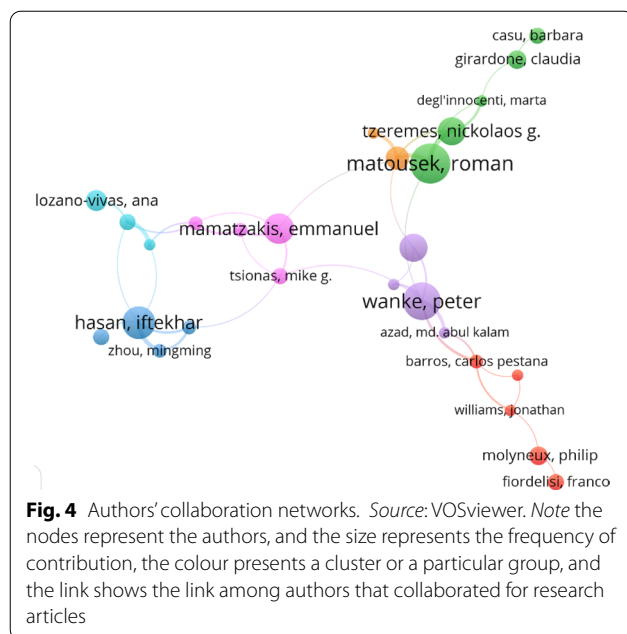 casu, barbara
girardone, claudia
degl'innocenti, marta
tzeremes, nickolaos g.
matousek, roman
lozano-vivas, ana
mamatzakis, emmanuel
tsionas, mike g.
wanke, peter
hasan, iftekhar
azad, md. abul kalam
zhou, mingming
barros, carlos pestana
williams, jonathan
molyneux, philip
fiordelisi, franco
Fig. 4 Authors' collaboration networks. Source: VOSviewer. Note the
nodes represent the authors, and the size represents the frequency of
contribution, the colour presents a cluster or a particular group, and
the link shows the link among authors that collaborated for research
articles